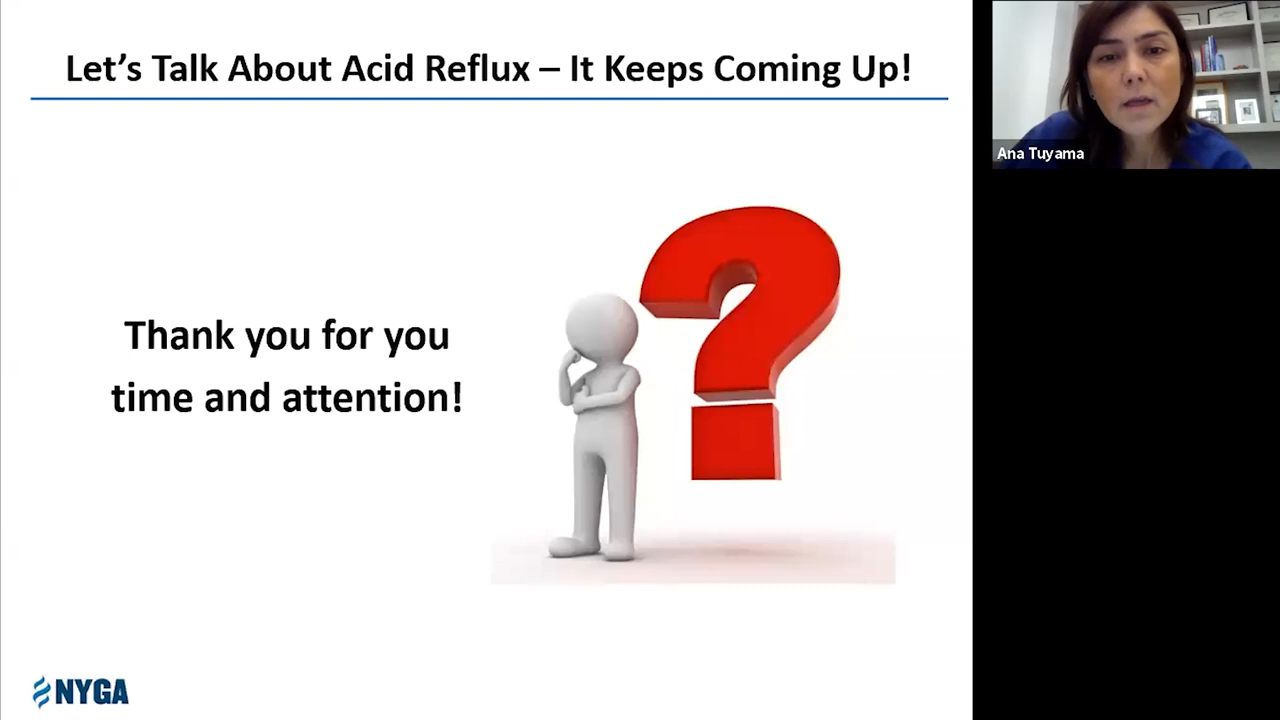 Let's Talk About Acid Reflux – It Keeps Coming Up!
Ana Tuyama
Thank you for you
time and attention!
NYGA